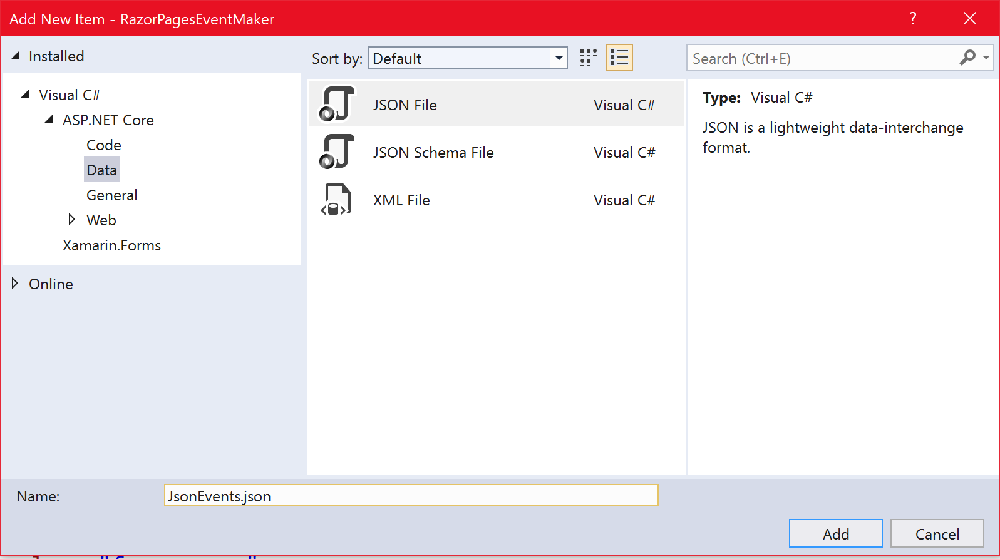 Add New Item - RazorPagesEventMaker
?
Installed
Sort by: Default
Search (Ctrl+E)
Visual C#
ASP.NET Core
Code
Data
General
Web
Xamarin.Forms
Online
JSON File Visual C#
JSON Schema File Visual C#
XML File Visual C#
Type: Visual C#
JSON is a lightweight data-interchange
format.
Name: JsonEvents.json
Add Cancel